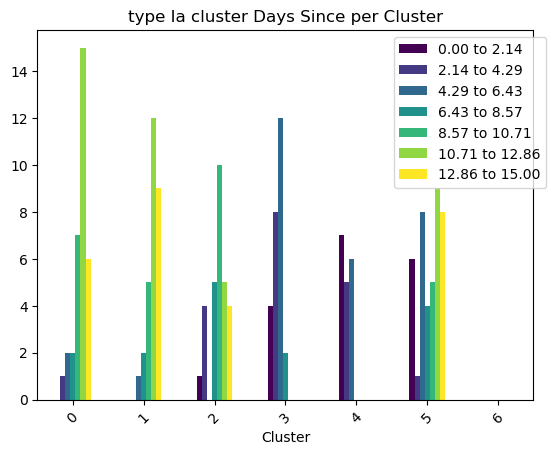 type Ia cluster Days Since per Cluster
14
12
10
8
6
4
2
0
0.00 to 2.14
2.14 to 4.29
4.29 to 6.43
6.43 to 8.57
8.57 to 10.71
10.71 to 12.86
12.86 to 15.00
0 1 2 3 4 5 6
Cluster